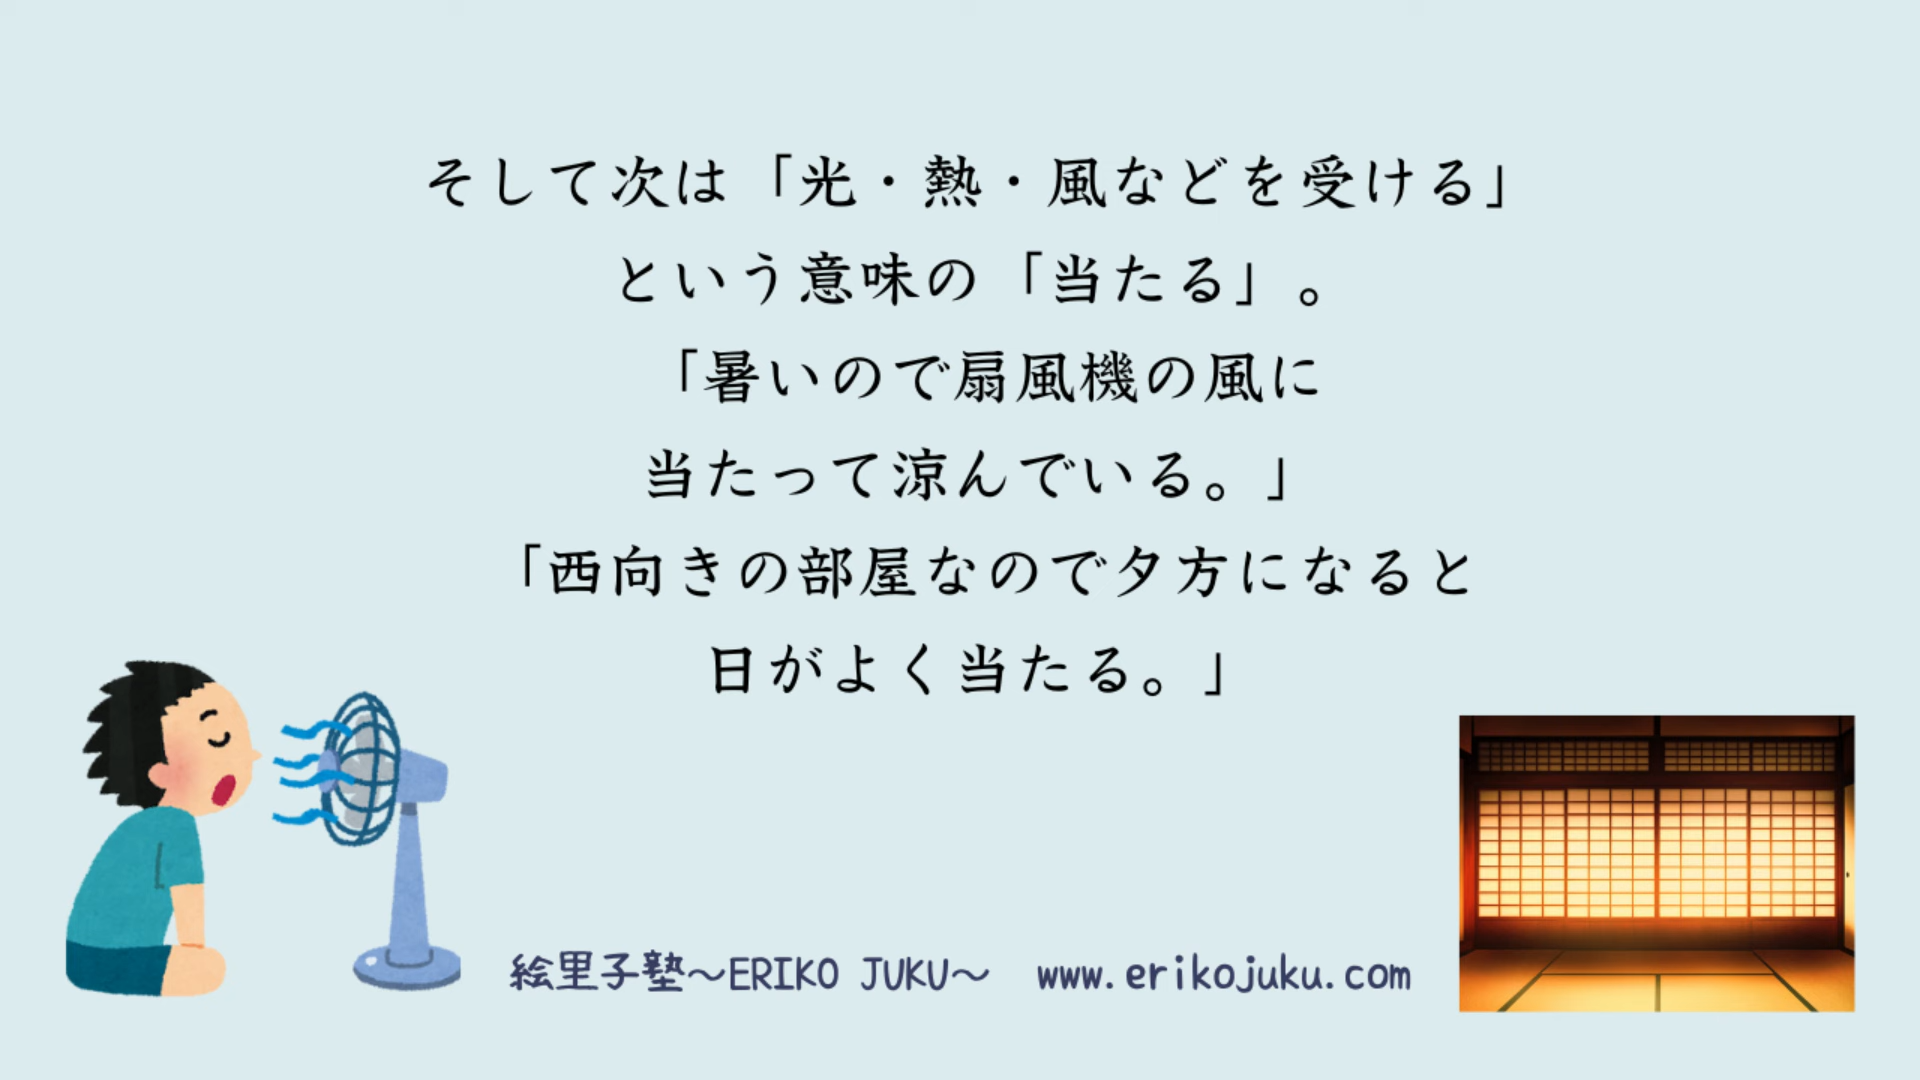 そして次は「光・熱・風などを受ける」
という意味の「当たる」。
「暑いので扇風機の風に
当たって涼んでいる。」
「西向きの部屋なので夕方になると
日がよく当たる。」
絵里子塾〜ERIKO JUKU〜　www.erikojuku.com